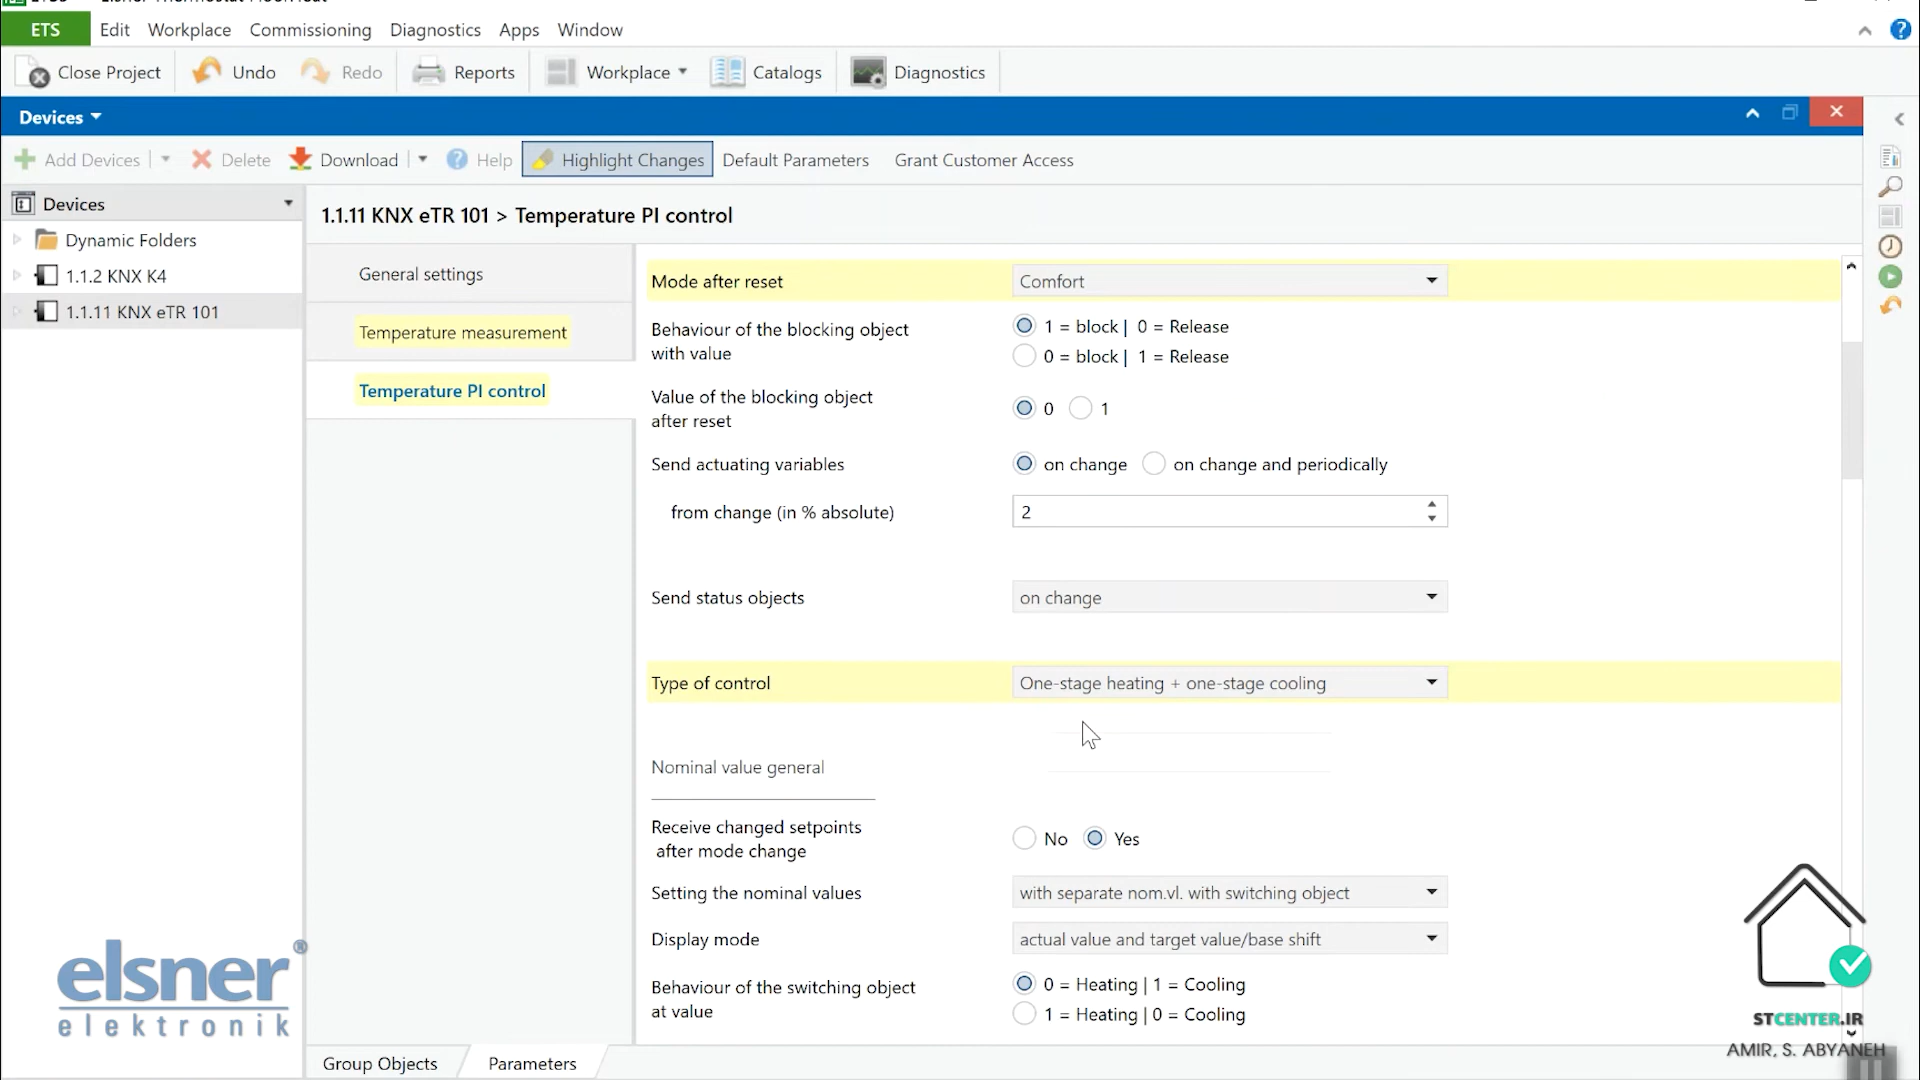 ETS Edit Workplace Commissioning Diagnostics Apps Window
Close Project Undo Redo Reports Workplace Catalogs Diagnostics
Devices
Add Devices Delete Download Help Highlight Changes Default Parameters Grant Customer Access
Devices
Dynamic Folders
1.1.2 KNX K4
1.1.11 KNX eTR 101
1.1.11 KNX eTR 101 > Temperature PI control
General settings
Temperature measurement
Temperature PI control
Mode after reset Comfort
Behaviour of the blocking object with value
1 = block | 0 = Release
0 = block | 1 = Release
Value of the blocking object after reset
0 1
Send actuating variables on change on change and periodically
from change (in % absolute) 2
Send status objects on change
Type of control One-stage heating + one-stage cooling
Nominal value general
Receive changed setpoints after mode change
No Yes
Setting the nominal values with separate nom.vl. with switching object
Display mode actual value and target value/base shift
Behaviour of the switching object at value
0 = Heating | 1 = Cooling
1 = Heating | 0 = Cooling
Group Objects Parameters
elsner®
elektronik
STCENTER.IR
AMIR, S. ABYANEH